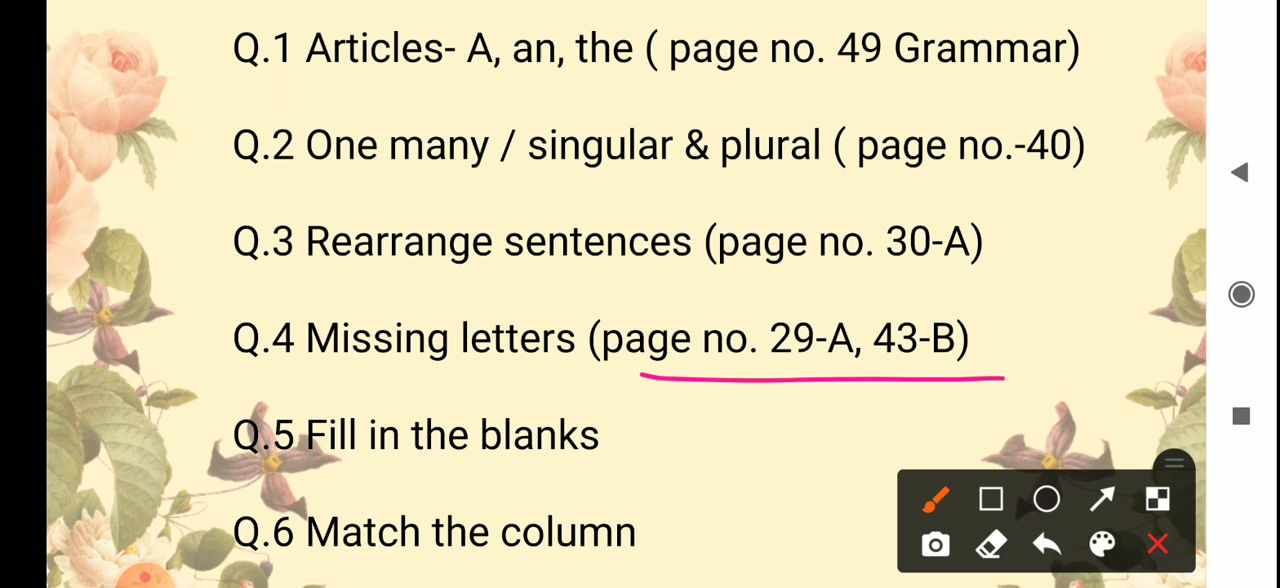 Q.1 Articles- A, an, the ( page no. 49 Grammar)
Q.2 One many / singular & plural ( page no.-40)
Q.3 Rearrange sentences (page no. 30-A)
Q.4 Missing letters (page no. 29-A, 43-B)
Q.5 Fill in the blanks
Q.6 Match the column